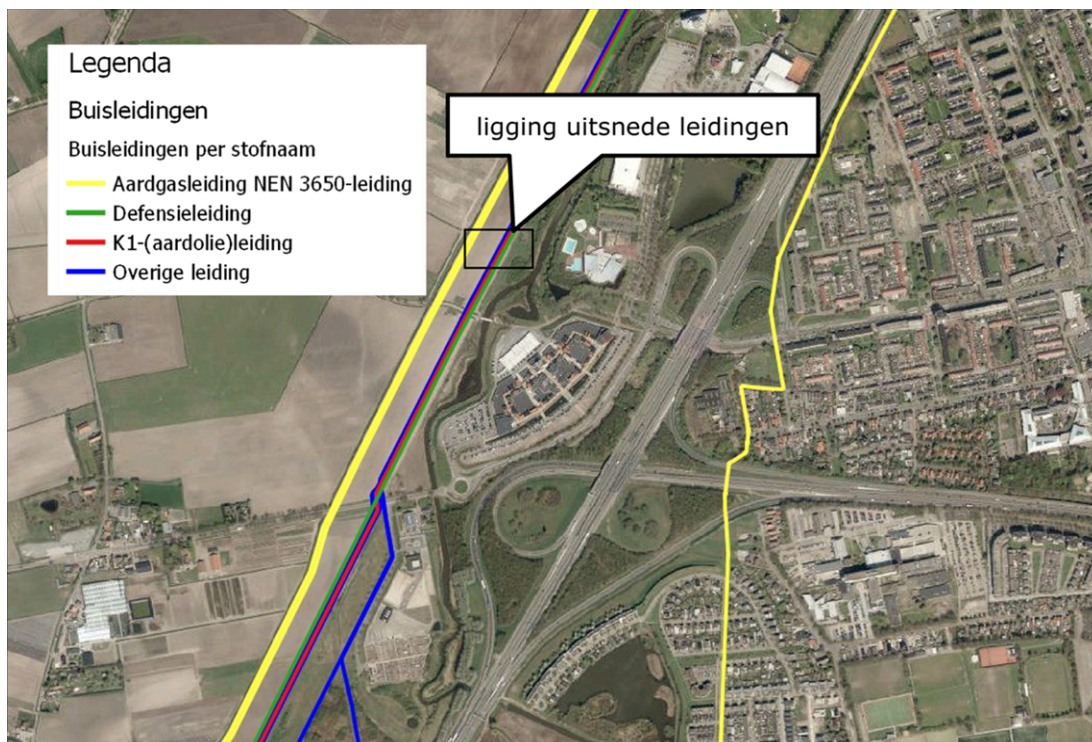 Legenda
Buisleidingen
Buisleidingen per stofnaam
Aardgasleiding NEN 3650-leiding
Defensieleiding
K1-(aardolie)leiding
Overige leiding
ligging uitsnede leidingen